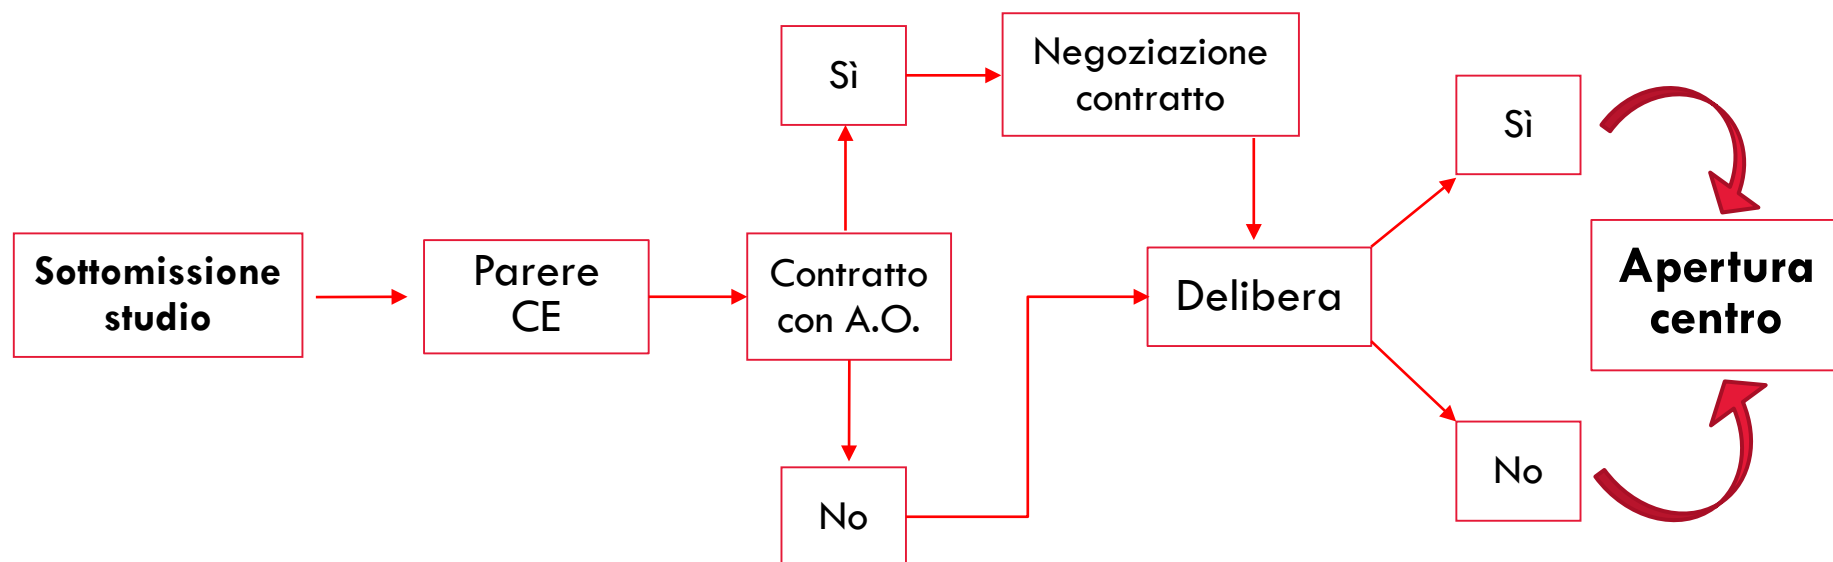 Sottomissione
studio
Parere
CE
Contratto
con A.O.
Sì
Negoziazione
contratto
No
Delibera
Sì
No
Apertura
centro